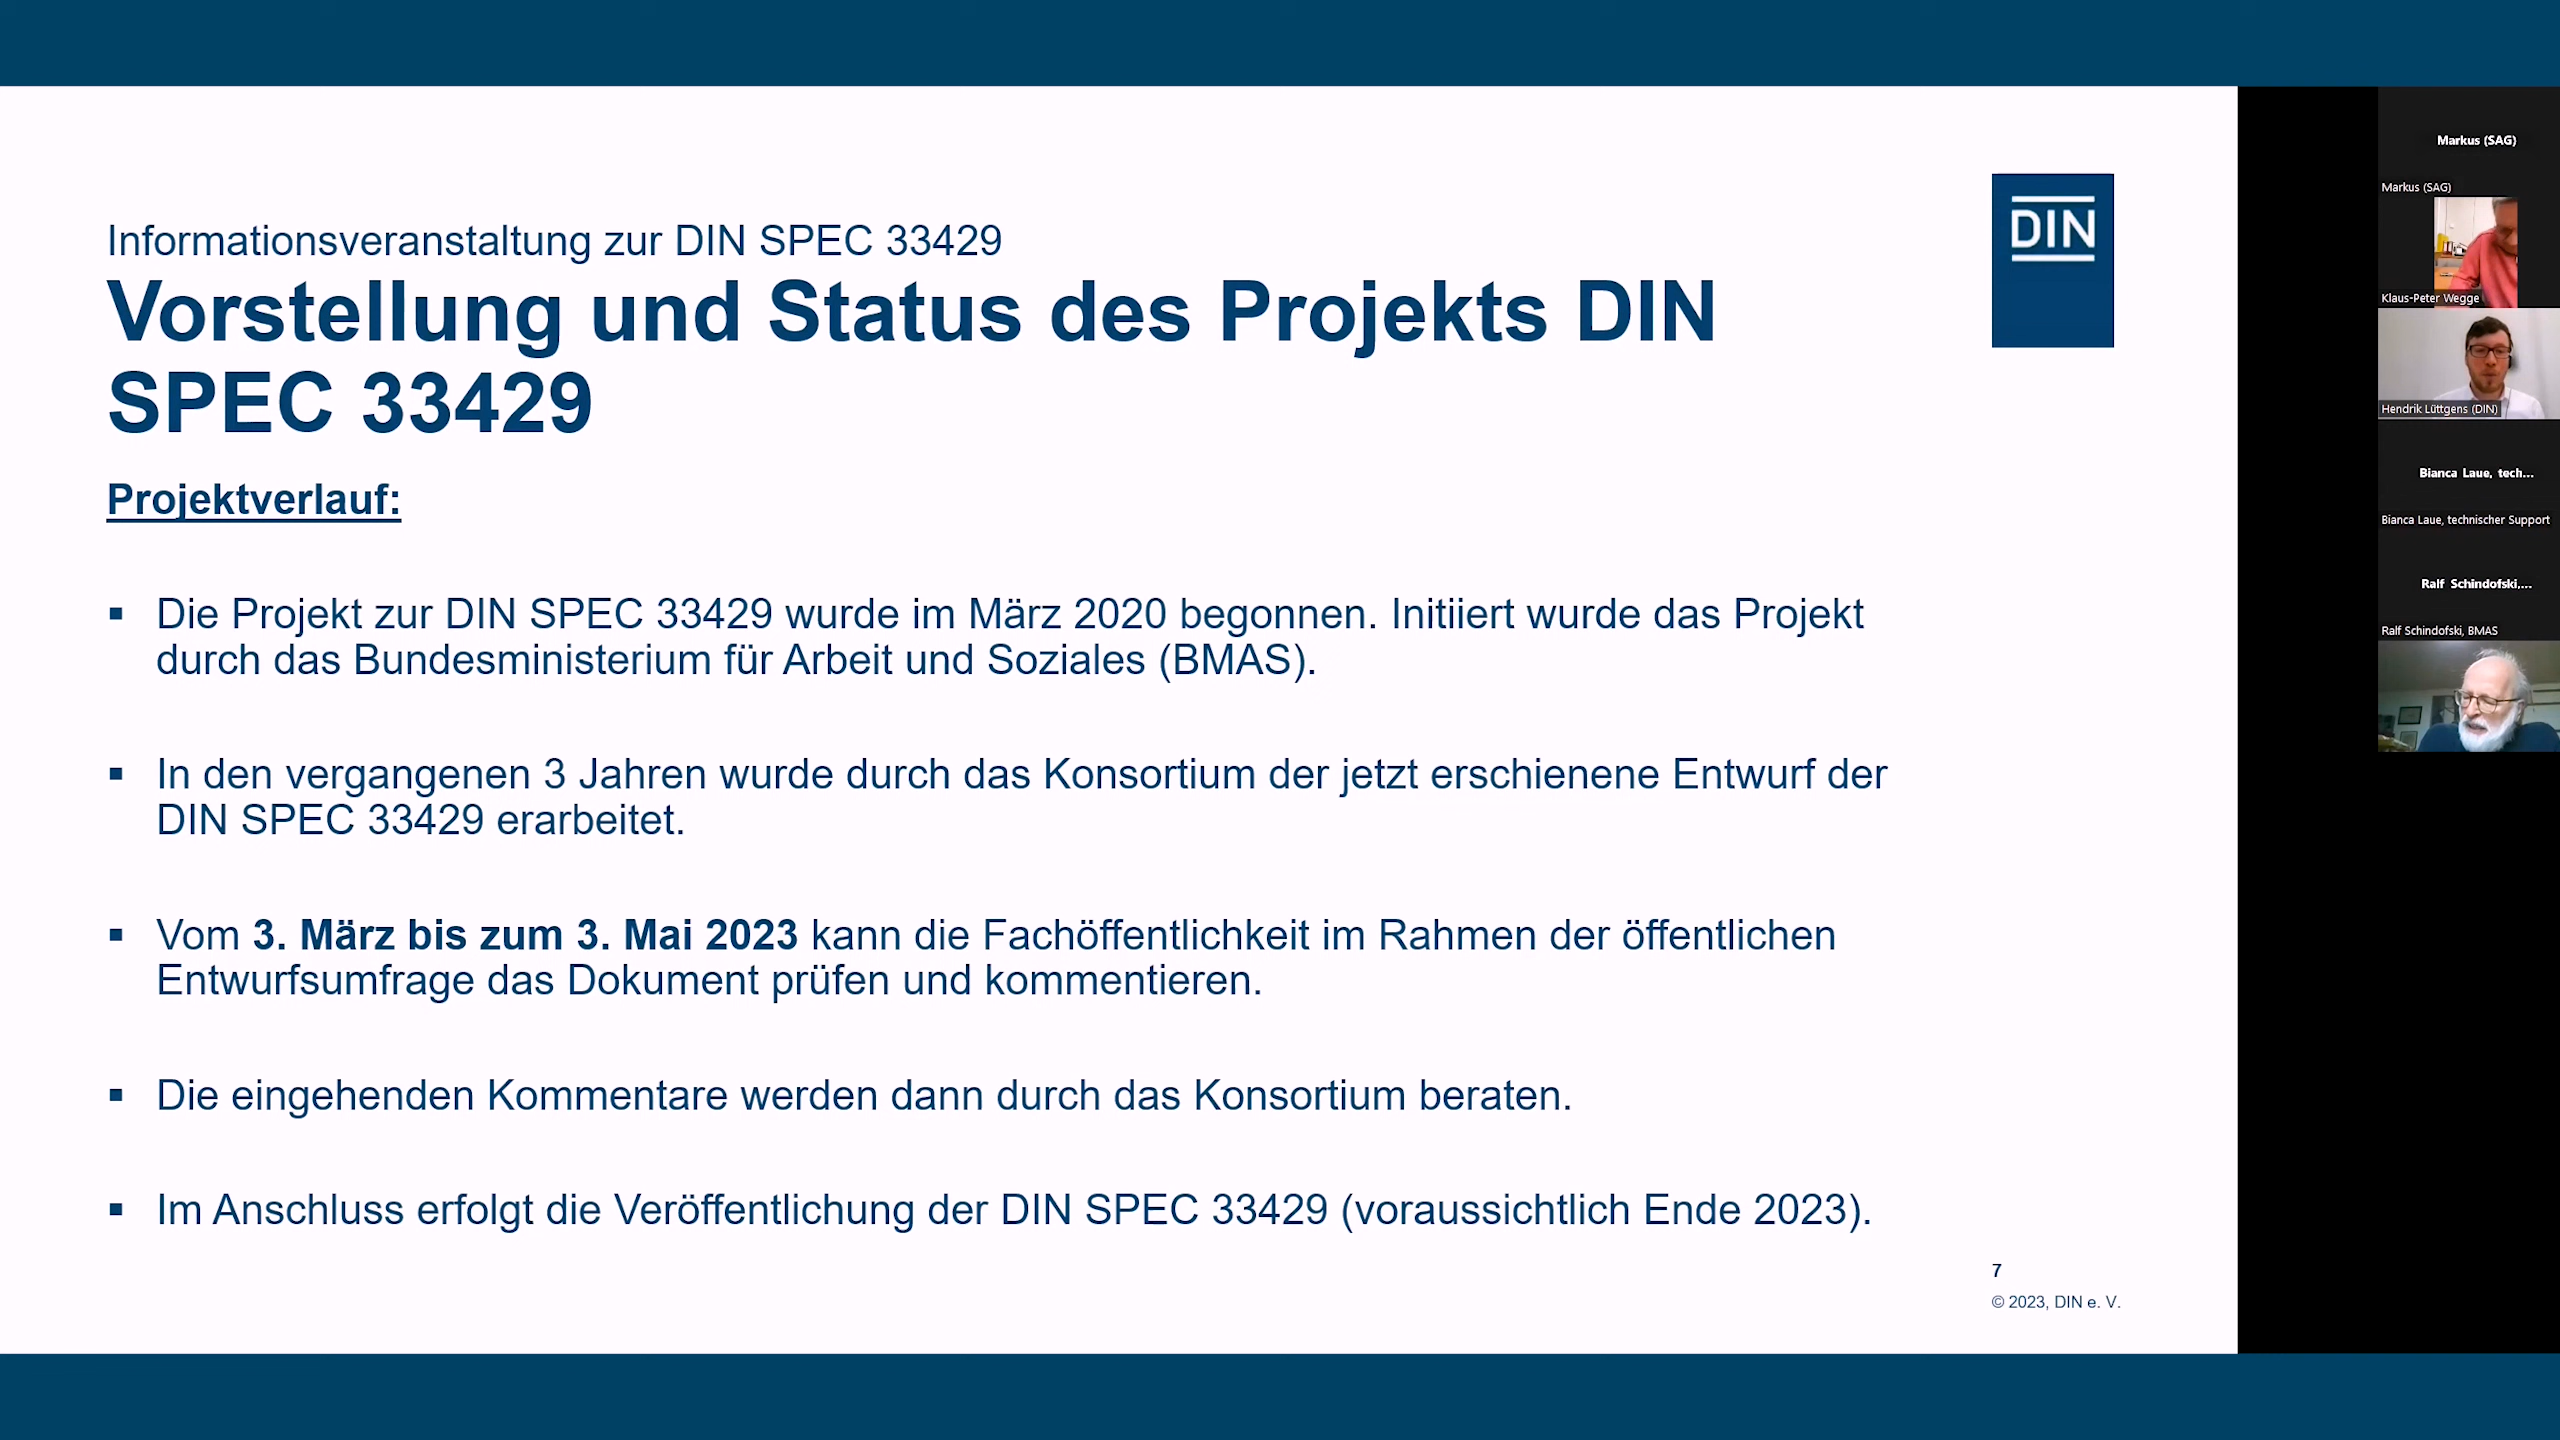 Informationsveranstaltung zur DIN SPEC 33429
Vorstellung und Status des Projekts DIN
SPEC 33429
DIN
Projektverlauf:
▪ Die Projekt zur DIN SPEC 33429 wurde im März 2020 begonnen. Initiiert wurde das Projekt
durch das Bundesministerium für Arbeit und Soziales (BMAS).
▪ In den vergangenen 3 Jahren wurde durch das Konsortium der jetzt erschienene Entwurf der
DIN SPEC 33429 erarbeitet.
▪ Vom 3. März bis zum 3. Mai 2023 kann die Fachöffentlichkeit im Rahmen der öffentlichen
Entwurfsumfrage das Dokument prüfen und kommentieren.
▪ Die eingehenden Kommentare werden dann durch das Konsortium beraten.
▪ Im Anschluss erfolgt die Veröffentlichung der DIN SPEC 33429 (voraussichtlich Ende 2023).
7
© 2023, DIN e. V.
Markus (SAG)
Markus (SAG)
Klaus-Peter Wegge
Hendrik Lüttgens (DIN)
Bianca Laue, tech...
Bianca Laue, technischer Support
Ralf Schindofski,...
Ralf Schindofski, BMAS